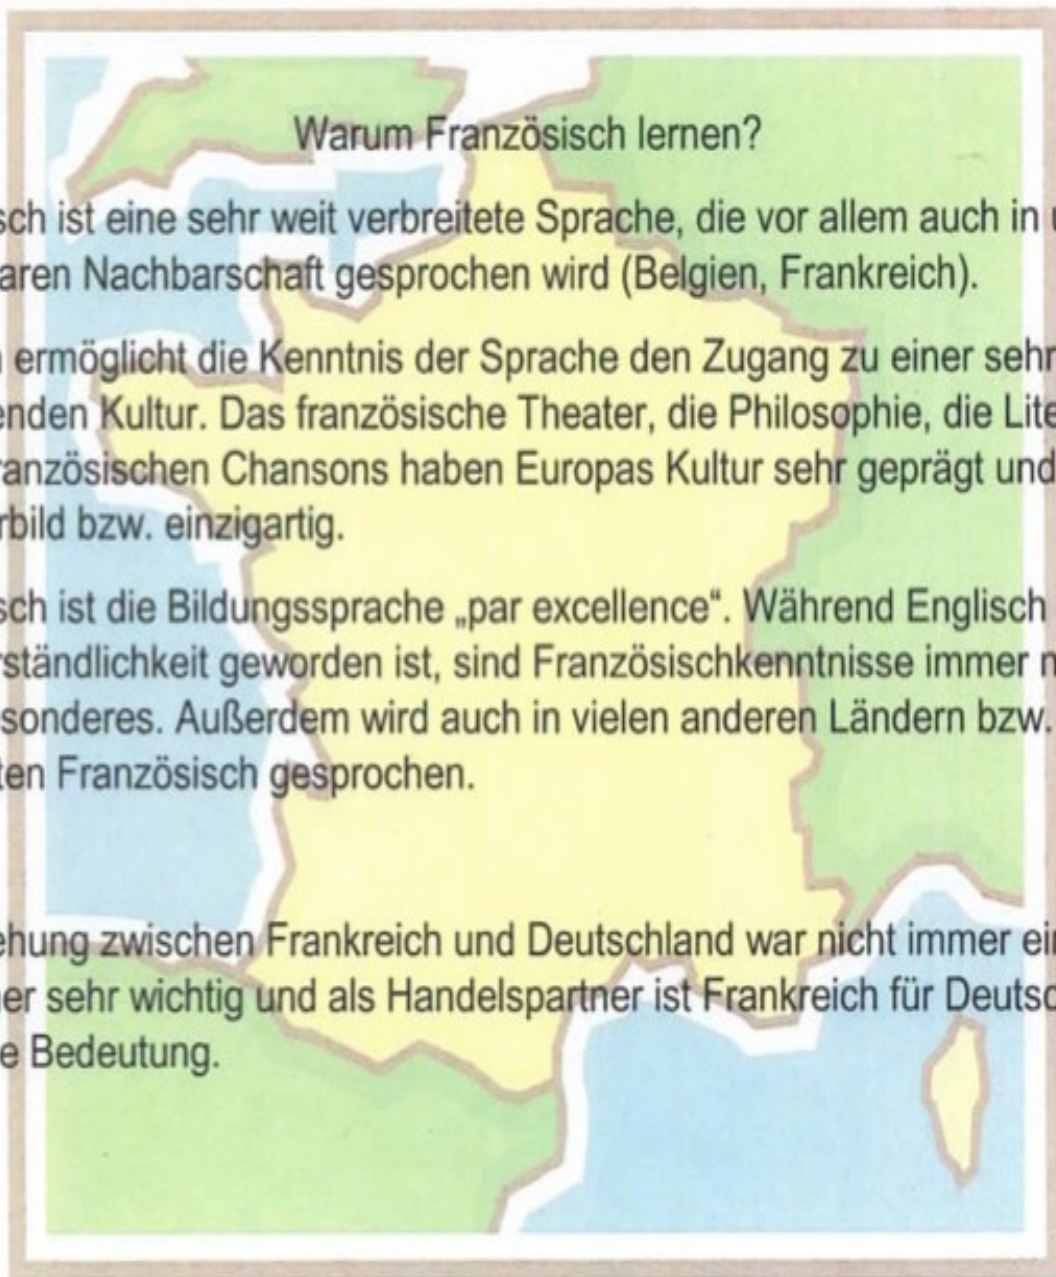 Warum Französisch lernen?
sch ist eine sehr weit verbreitete Sprache, die vor allem auch in
aren Nachbarschaft gesprochen wird (Belgien, Frankreich).
ermöglicht die Kenntnis der Sprache den Zugang zu einer sehr
enden Kultur. Das französische Theater, die Philosophie, die Lite
ranzösischen Chansons haben Europas Kultur sehr geprägt und
rbild bzw. einzigartig.
sch ist die Bildungssprache „par excellence“. Während Englisch
rständlichkeit geworden ist, sind Französischkenntnisse immer
sonderes. Außerdem wird auch in vielen anderen Ländern bzw.
ten Französisch gesprochen.
ehung zwischen Frankreich und Deutschland war nicht immer ein
er sehr wichtig und als Handelspartner ist Frankreich für Deutsc
e Bedeutung.